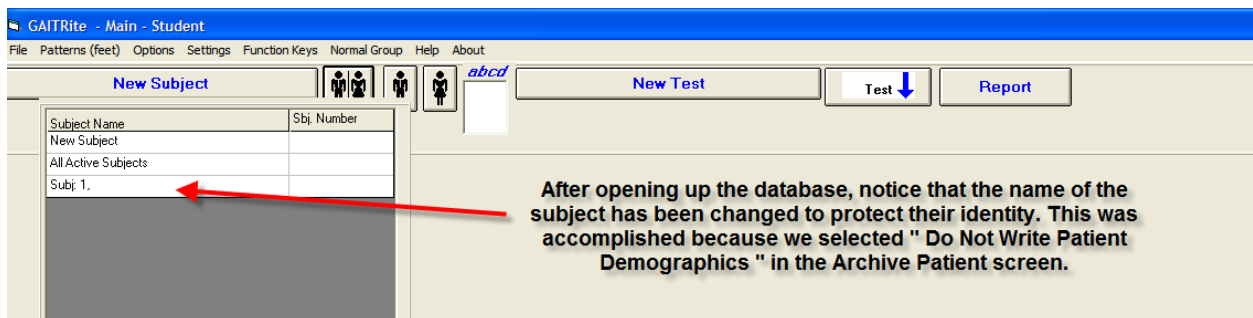 GAITRite - Main - Student
File Patterns (feet) Options Settings Function Keys Normal Group Help About
New Subject
abcd
New Test
Test
Report
Subject Name Sbj. Number
New Subject
All Active Subjects
Subj: 1,
After opening up the database, notice that the name of the
subject has been changed to protect their identity. This was
accomplished because we selected " Do Not Write Patient
Demographics " in the Archive Patient screen.